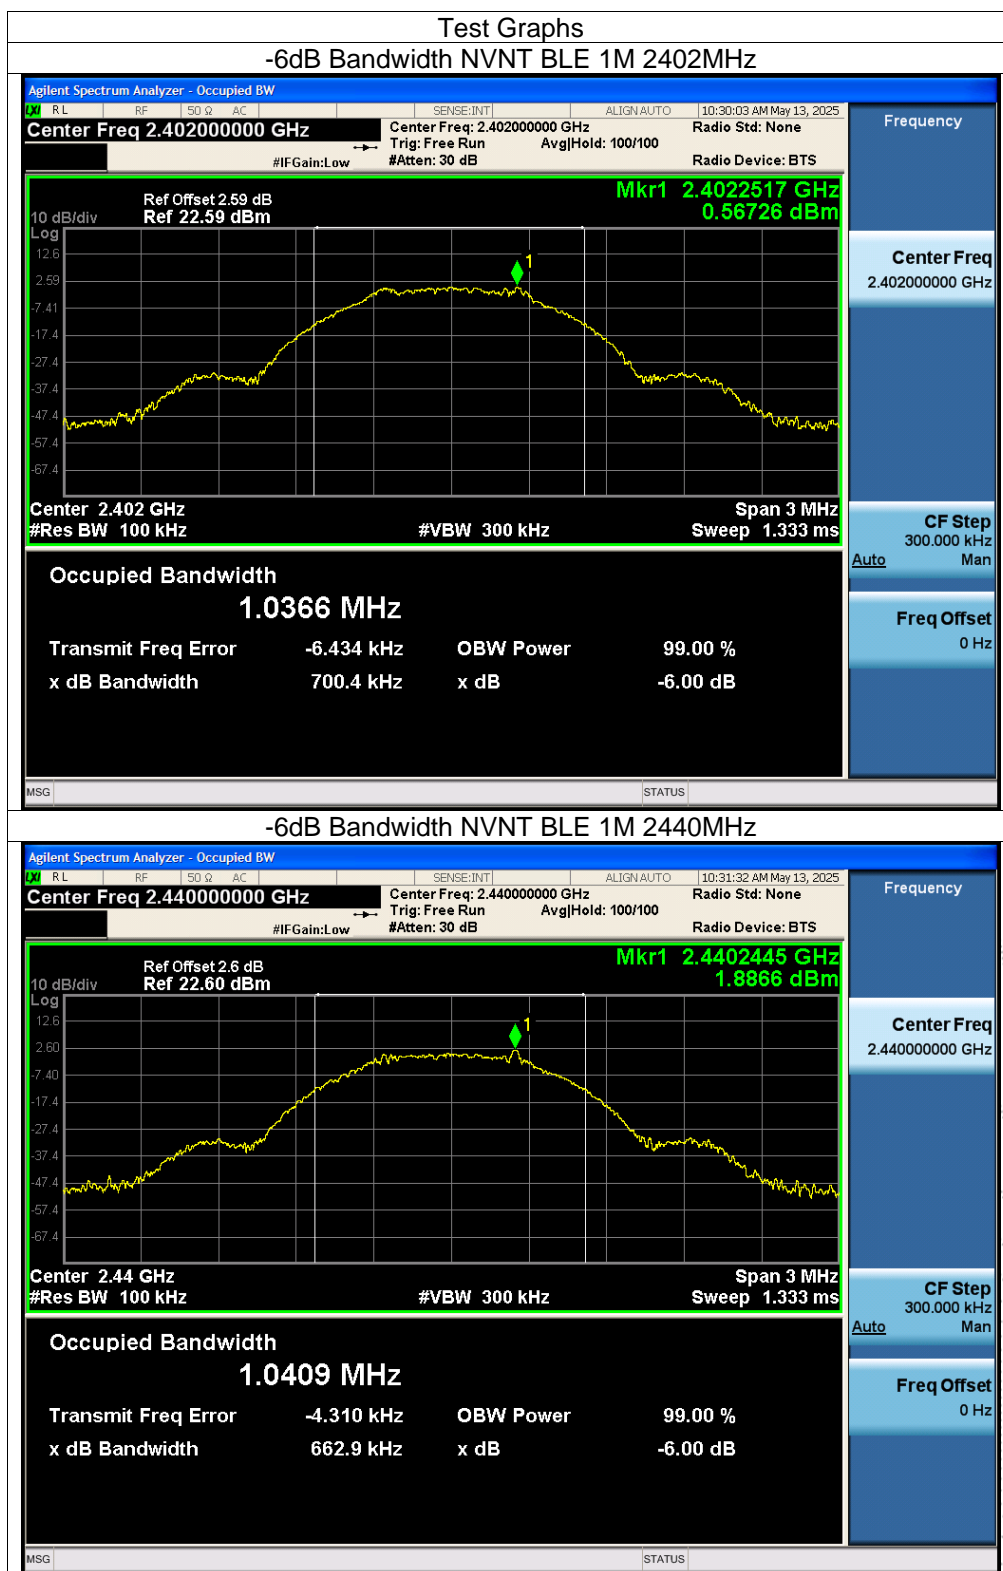 Test Graphs
-6dB Bandwidth NVNT BLE 1M 2402MHz
Agilent Spectrum Analyzer - Occupied BW
LXI RL RF 50 Ω AC SENSE:INT ALIGN AUTO 10:30:03 AM May 13, 2025
Center Freq 2.402000000 GHz
Center Freq: 2.402000000 GHz
Radio Std: None
Trig: Free Run Avg|Hold: 100/100
#IFGain:Low #Atten: 30 dB Radio Device: BTS
Frequency
Mkr1 2.4022517 GHz
0.56726 dBm
Ref Offset 2.59 dB
10 dB/div Ref 22.59 dBm
Log
12.6
2.59
-7.41
-17.4
-27.4
-37.4
-47.4
-57.4
-67.4
1
Center 2.402 GHz Span 3 MHz
#Res BW 100 kHz #VBW 300 kHz Sweep 1.333 ms
Center Freq
2.402000000 GHz
CF Step
300.000 kHz
Auto Man
Freq Offset
0 Hz
Occupied Bandwidth
1.0366 MHz
Transmit Freq Error -6.434 kHz OBW Power 99.00 %
x dB Bandwidth 700.4 kHz x dB -6.00 dB
MSG STATUS
-6dB Bandwidth NVNT BLE 1M 2440MHz
Agilent Spectrum Analyzer - Occupied BW
LXI RL RF 50 Ω AC SENSE:INT ALIGN AUTO 10:31:32 AM May 13, 2025
Center Freq 2.440000000 GHz
Center Freq: 2.440000000 GHz
Radio Std: None
Trig: Free Run Avg|Hold: 100/100
#IFGain:Low #Atten: 30 dB Radio Device: BTS
Frequency
Mkr1 2.4402445 GHz
1.8866 dBm
Ref Offset 2.6 dB
10 dB/div Ref 22.60 dBm
Log
12.6
2.60
-7.40
-17.4
-27.4
-37.4
-47.4
-57.4
-67.4
1
Center 2.44 GHz Span 3 MHz
#Res BW 100 kHz #VBW 300 kHz Sweep 1.333 ms
Center Freq
2.440000000 GHz
CF Step
300.000 kHz
Auto Man
Freq Offset
0 Hz
Occupied Bandwidth
1.0409 MHz
Transmit Freq Error -4.310 kHz OBW Power 99.00 %
x dB Bandwidth 662.9 kHz x dB -6.00 dB
MSG STATUS